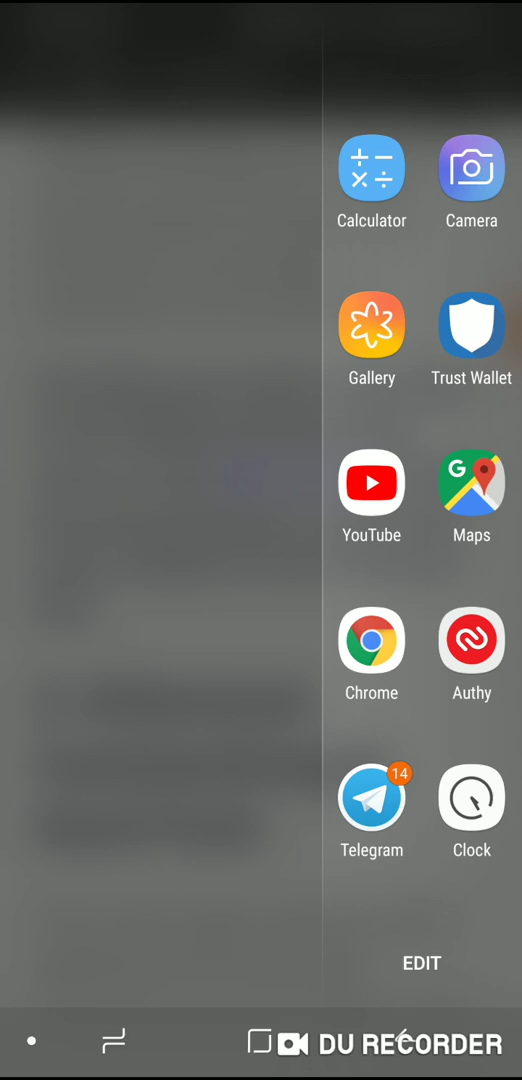 Calculator
Camera
Gallery
Trust Wallet
G
YouTube
Maps
Chrome
Authy
14
Telegram
Clock
EDIT
DU RECORDER